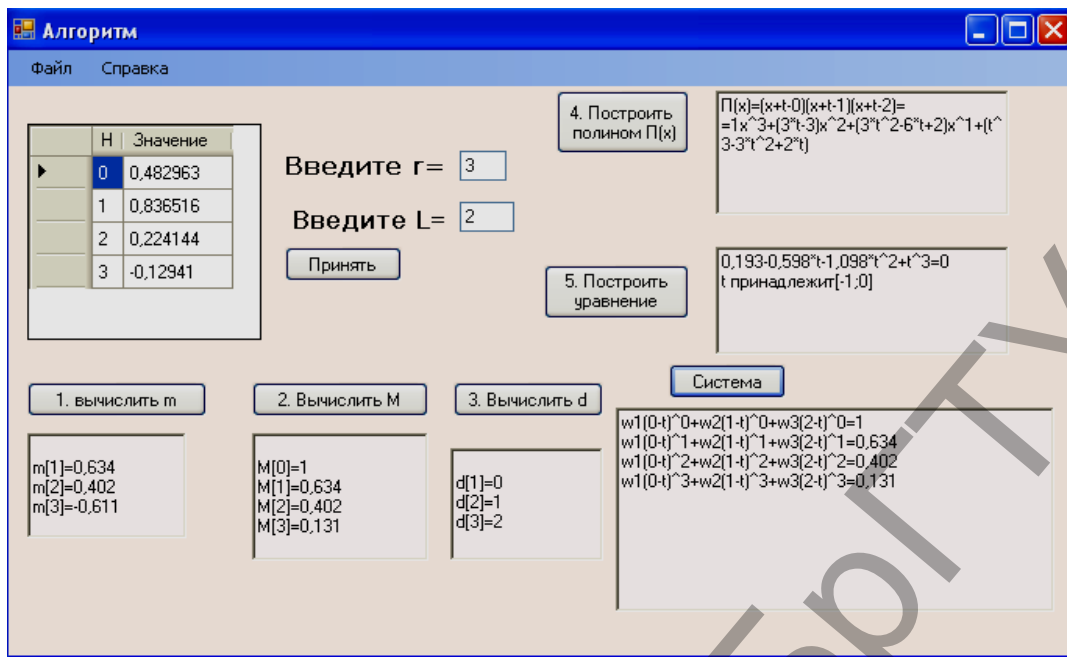 Алгоритм
Файл Справка
Н Значение
0 0,482963
1 0,836516
2 0,224144
3 -0,12941
Введите r= 3
Введите L= 2
Принять
4. Построить
полином П(x)
П(x)=(x+t-0)(x+t-1)(x+t-2)=
=1x^3+(3*t-3)x^2+(3*t^2-6*t+2)x^1+(t^
3-3*t^2+2*t)
5. Построить
уравнение
0,193-0,598*t-1,098*t^2+t^3=0
t принадлежит[-1;0]
1. вычислить m
m[1]=0,634
m[2]=0,402
m[3]=-0,611
2. Вычислить M
M[0]=1
M[1]=0,634
M[2]=0,402
M[3]=0,131
3. Вычислить d
d[1]=0
d[2]=1
d[3]=2
Система
w1(0-t)^0+w2(1-t)^0+w3(2-t)^0=1
w1(0-t)^1+w2(1-t)^1+w3(2-t)^1=0,634
w1(0-t)^2+w2(1-t)^2+w3(2-t)^2=0,402
w1(0-t)^3+w2(1-t)^3+w3(2-t)^3=0,131
рГТУ